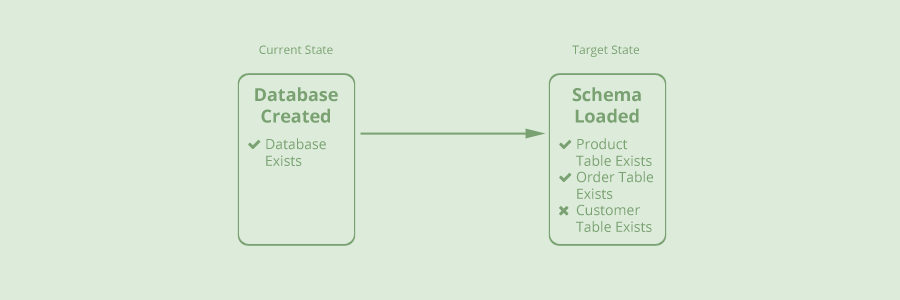 Current State
Database
Created
Database
Exists
Target State
Schema
Loaded
Product
Table Exists
Order Table
Exists
Customer
Table Exists